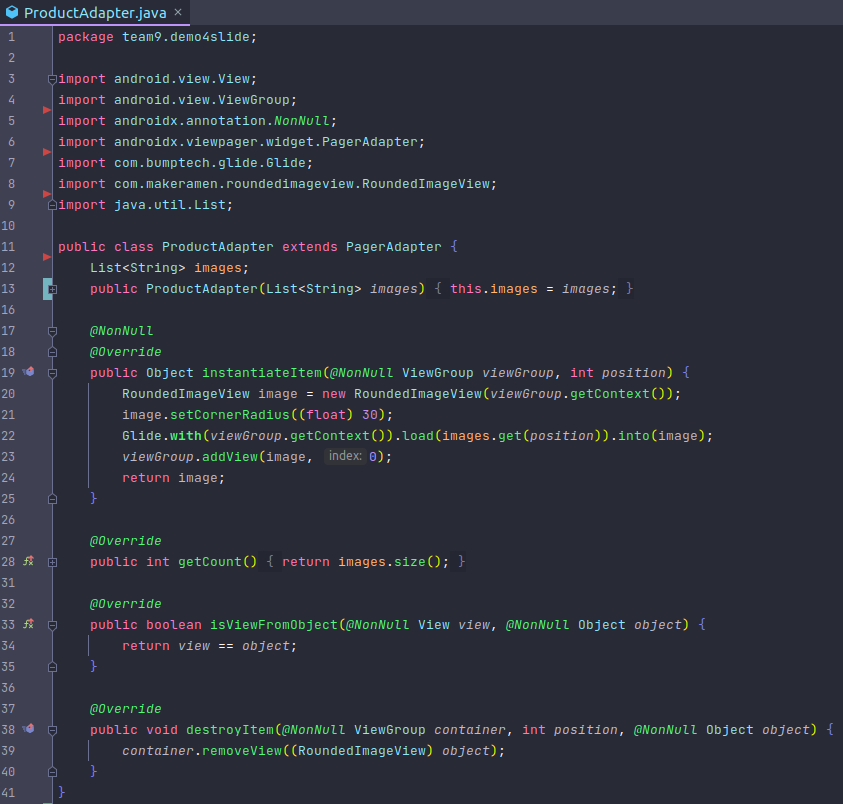 ProductAdapter.java ×
1 package team9.demo4slide;
2
3 import android.view.View;
4 import android.view.ViewGroup;
5 import androidx.annotation.NonNull;
6 import androidx.viewpager.widget.PagerAdapter;
7 import com.bumptech.glide.Glide;
8 import com.makeramen.roundedimageview.RoundedImageView;
9 import java.util.List;
10
11 public class ProductAdapter extends PagerAdapter {
12 List<String> images;
13 public ProductAdapter(List<String> images) { this.images = images; }
16
17 @NonNull
18 @Override
19 public Object instantiateItem(@NonNull ViewGroup viewGroup, int position) {
20 RoundedImageView image = new RoundedImageView(viewGroup.getContext());
21 image.setCornerRadius((float) 30);
22 Glide.with(viewGroup.getContext()).load(images.get(position)).into(image);
23 viewGroup.addView(image, index: 0);
24 return image;
25 }
26
27 @Override
28 public int getCount() { return images.size(); }
31
32 @Override
33 public boolean isViewFromObject(@NonNull View view, @NonNull Object object) {
34 return view == object;
35 }
36
37 @Override
38 public void destroyItem(@NonNull ViewGroup container, int position, @NonNull Object object) {
39 container.removeView((RoundedImageView) object);
40 }
41 }